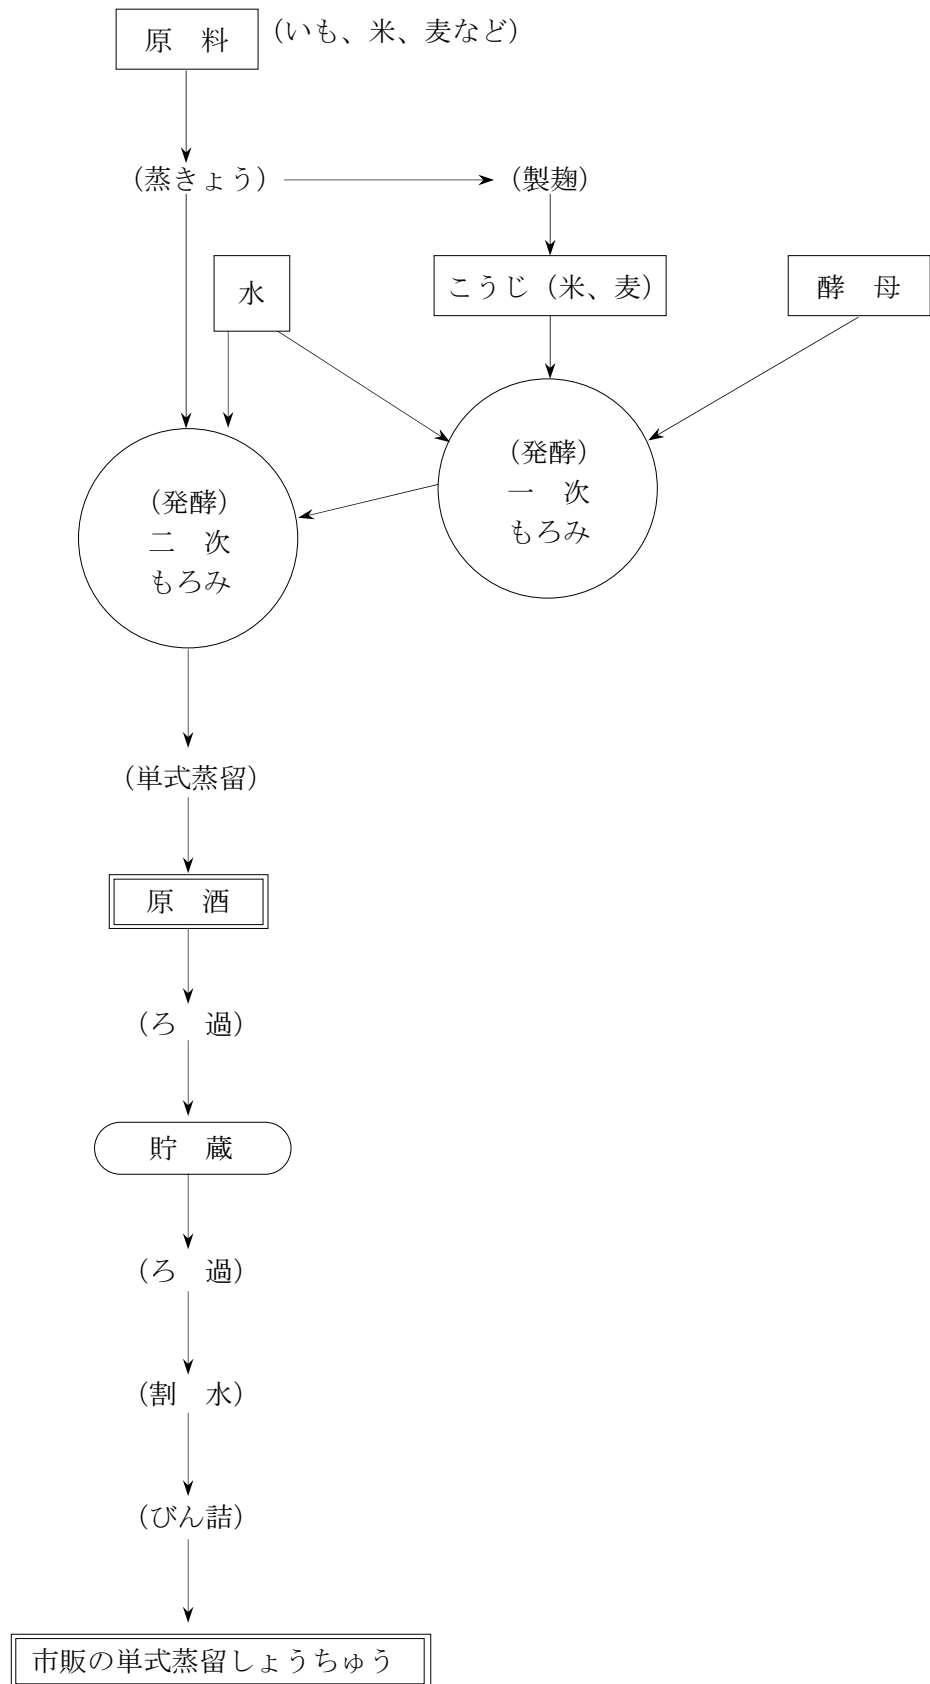 原　料
（いも、米、麦など）
（蒸きょう）
（製麹）
水
こうじ（米、麦）
酵　母
（発酵）
一　次
もろみ
（発酵）
二　次
もろみ
（単式蒸留）
原　酒
（ろ　過）
貯　蔵
（ろ　過）
（割　水）
（びん詰）
市販の単式蒸留しょうちゅう